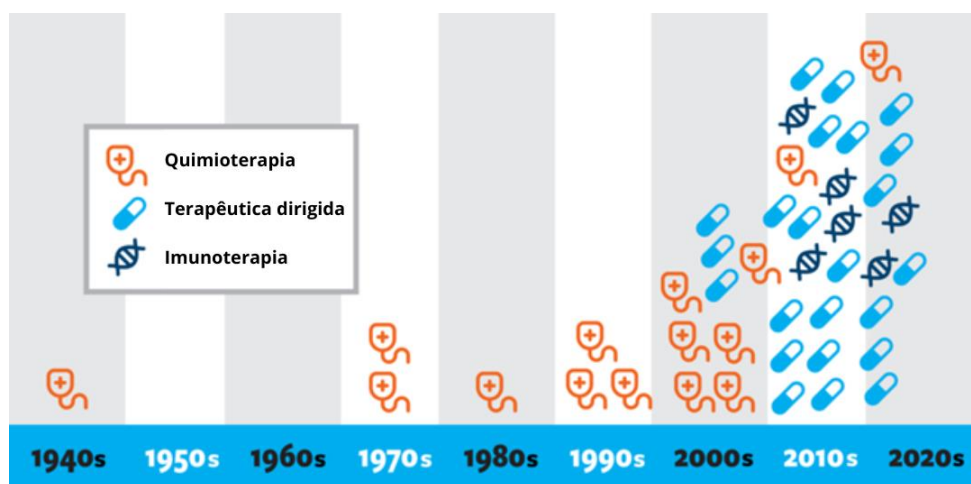 Quimioterapia
Terapêutica dirigida
Imunoterapia
1940s 1950s 1960s 1970s 1980s 1990s 2000s 2010s 2020s